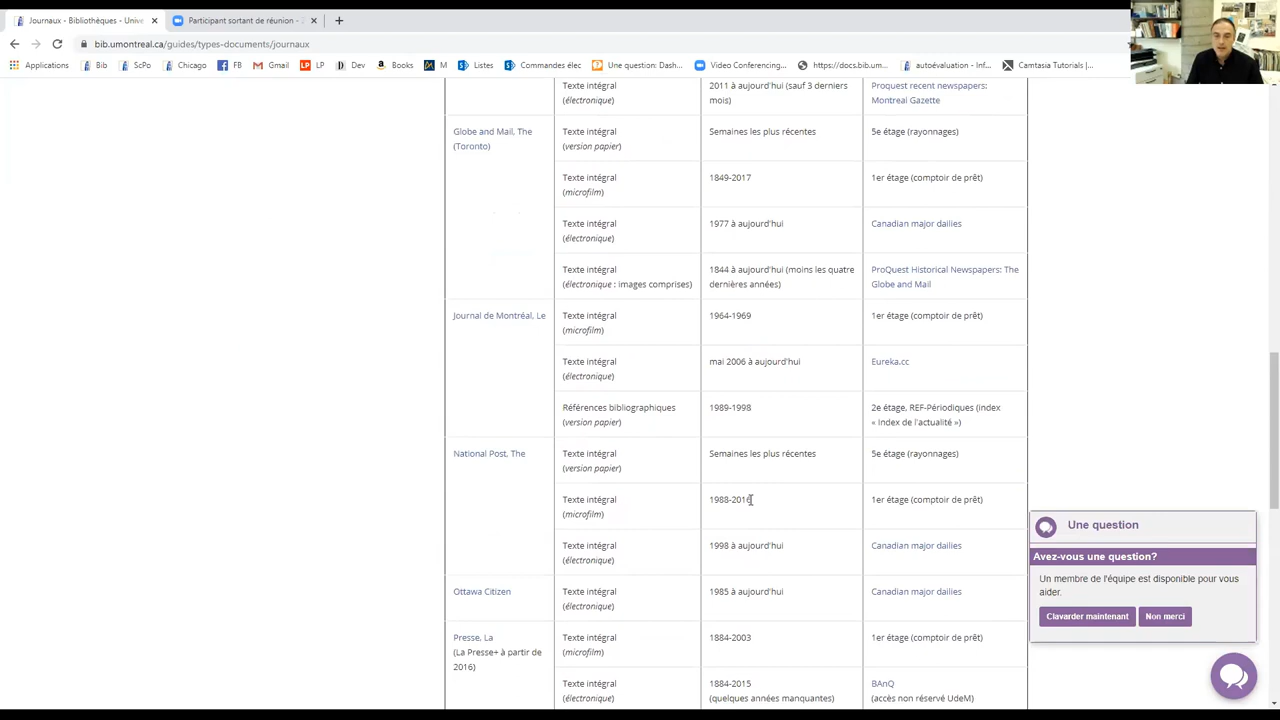 Journaux - Bibliothèques - Unive
Participant sortant de réunion -
bib.umontreal.ca/guides/types-documents/journaux
Applications
Bib
ScPo
Chicago
FB
Gmail
LP
Dev
Books
M
Listes
Commandes élec
Une question: Dash...
Video Conferencing...
https://docs.bib.um...
autoévaluation - Inf...
Camtasia Tutorials |...
Texte intégral
(électronique)
2011 à aujourd'hui (sauf 3 derniers
mois)
Proquest recent newspapers:
Montreal Gazette
Globe and Mail, The
(Toronto)
Texte intégral
(version papier)
Semaines les plus récentes
5e étage (rayonnages)
Texte intégral
(microfilm)
1849-2017
1er étage (comptoir de prêt)
Texte intégral
(électronique)
1977 à aujourd'hui
Canadian major dailies
Texte intégral
(électronique : images comprises)
1844 à aujourd'hui (moins les quatre
dernières années)
ProQuest Historical Newspapers: The
Globe and Mail
Journal de Montréal, Le
Texte intégral
(microfilm)
1964-1969
1er étage (comptoir de prêt)
Texte intégral
(électronique)
mai 2006 à aujourd'hui
Eureka.cc
Références bibliographiques
(version papier)
1989-1998
2e étage, REF-Périodiques (index
« Index de l'actualité »)
National Post, The
Texte intégral
(version papier)
Semaines les plus récentes
5e étage (rayonnages)
Texte intégral
(microfilm)
1988-2016
1er étage (comptoir de prêt)
Texte intégral
(électronique)
1998 à aujourd'hui
Canadian major dailies
Ottawa Citizen
Texte intégral
(électronique)
1985 à aujourd'hui
Canadian major dailies
Presse, La
(La Presse+ à partir de
2016)
Texte intégral
(microfilm)
1884-2003
1er étage (comptoir de prêt)
Texte intégral
(électronique)
1884-2015
(quelques années manquantes)
BAnQ
(accès non réservé UdeM)
Une question
Avez-vous une question?
Un membre de l'équipe est disponible pour vous
aider.
Clavarder maintenant
Non merci